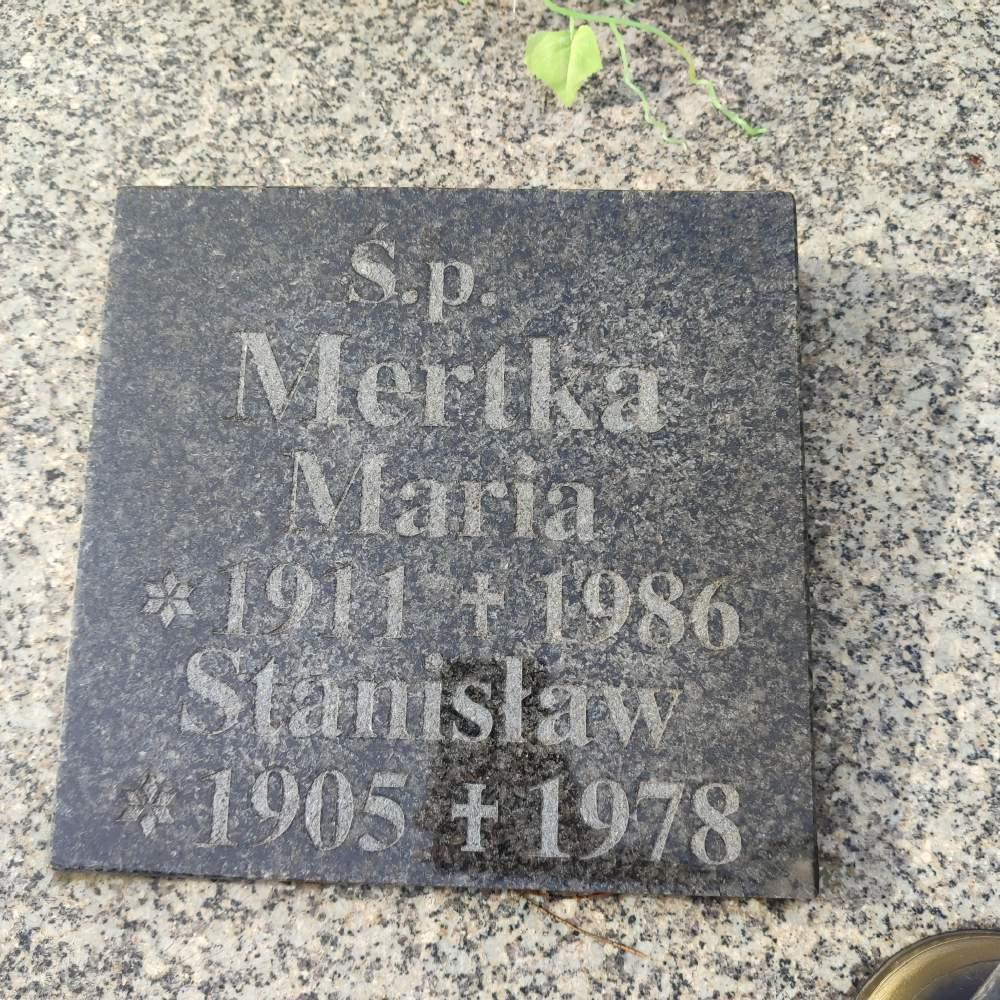 Ś.p.
Mertka
Maria
* 1911 † 1986
Stanisław
* 1905 † 1978